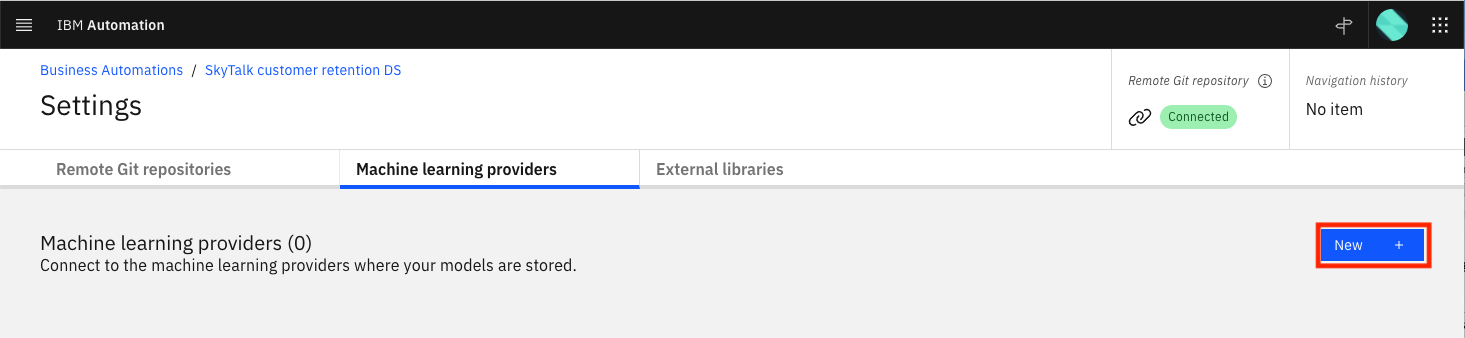 IBM Automation
Business Automations / SkyTalk customer retention DS
Settings
Remote Git repository
Connected
Navigation history
No item
Remote Git repositories
Machine learning providers
External libraries
Machine learning providers (0)
Connect to the machine learning providers where your models are stored.
New +